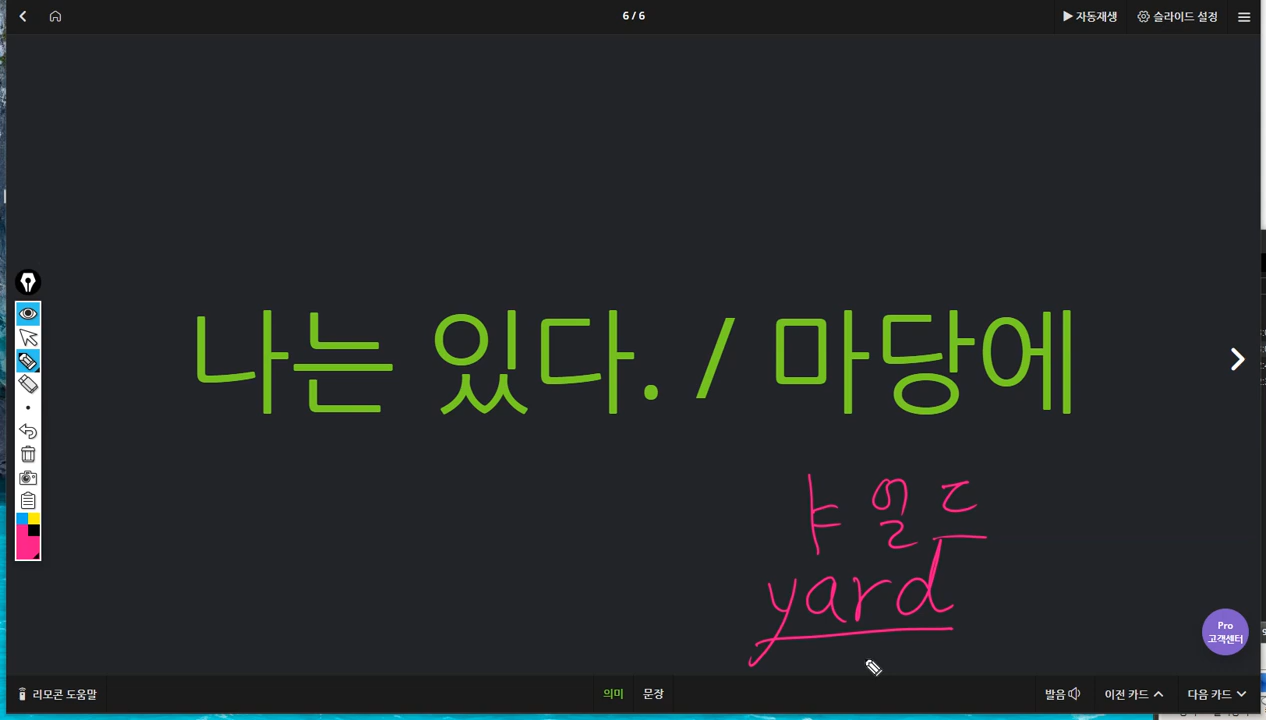 6 / 6
자동재생
슬라이드 설정
나는 있다. / 마당에
ㅑ 얼 드
yard
Pro
고객센터
리모콘 도움말
의미
문장
발음
이전 카드
다음 카드